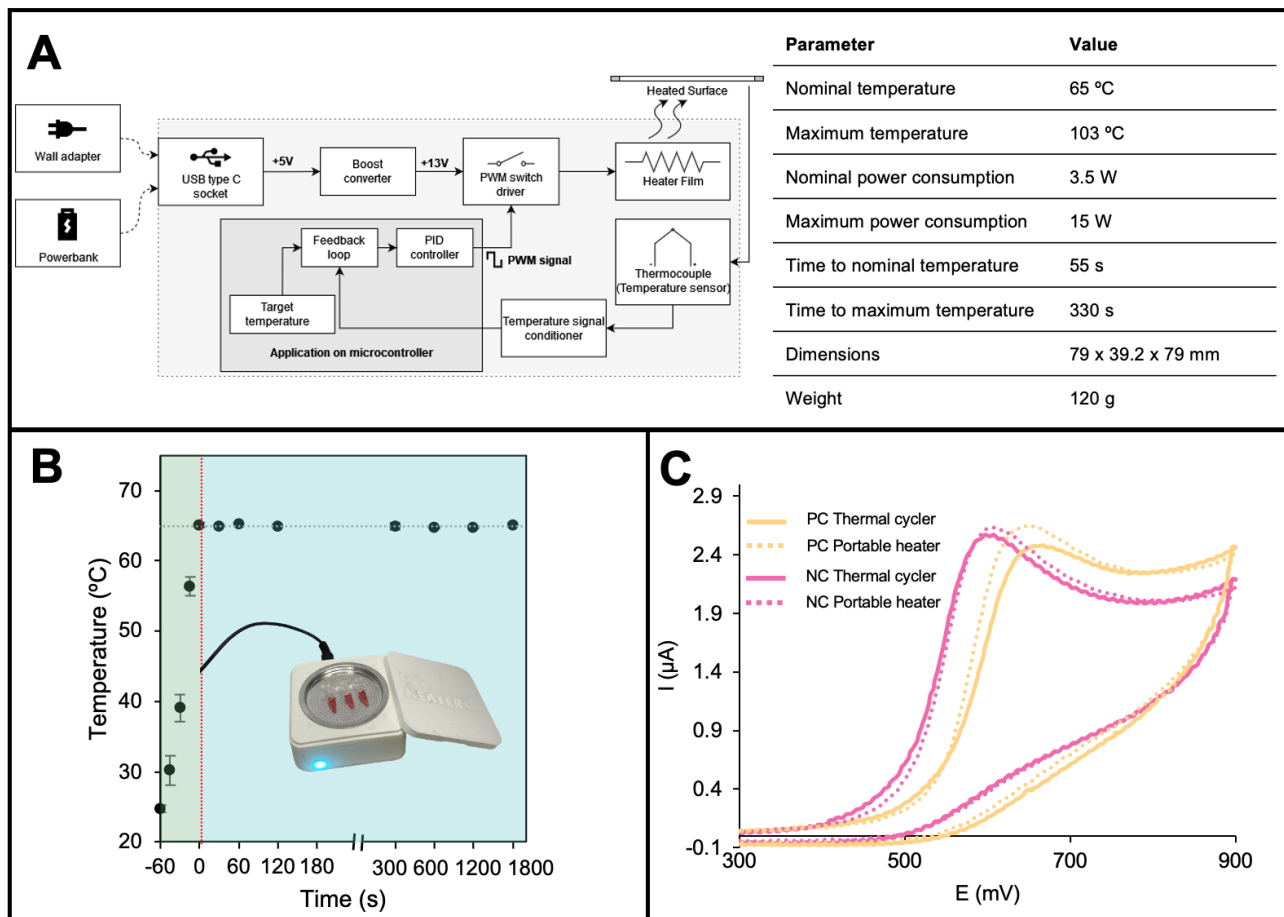 A
Wall adapter
Powerbank
USB type C
socket
+5V
Boost
converter
+13V
PWM switch
driver
Heated Surface
Heater Film
Feedback
loop
PID
controller
PWM signal
Thermocouple
(Temperature sensor)
Target
temperature
Temperature signal
conditioner
Application on microcontroller
Parameter Value
Nominal temperature 65 ºC
Maximum temperature 103 ºC
Nominal power consumption 3.5 W
Maximum power consumption 15 W
Time to nominal temperature 55 s
Time to maximum temperature 330 s
Dimensions 79 x 39.2 x 79 mm
Weight 120 g
B
Temperature (ºC)
70
60
50
40
30
20
-60 0 60 120 180 300 600 1200 1800
Time (s)
C
I (µA)
2.9
2.4
1.9
1.4
0.9
0.4
-0.1
PC Thermal cycler
PC Portable heater
NC Thermal cycler
NC Portable heater
300 500 700 900
E (mV)